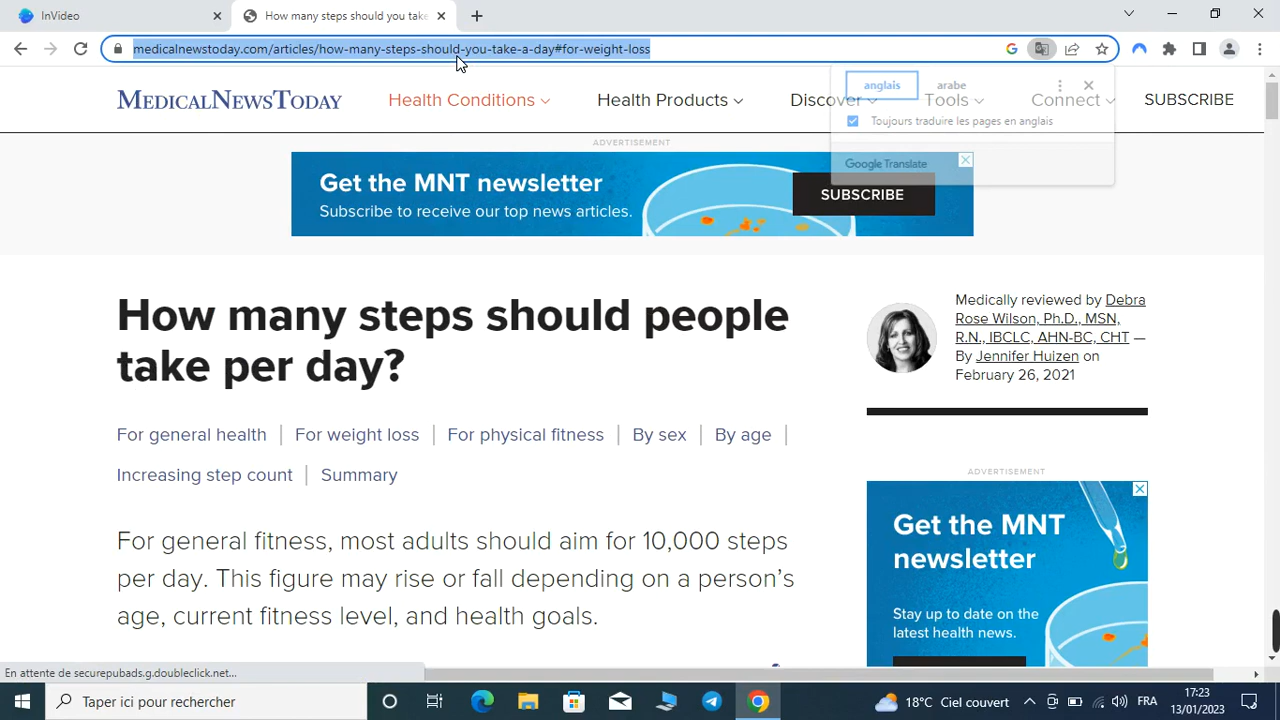 InVideo
How many steps should you take
medicalnewstoday.com/articles/how-many-steps-should-you-take-a-day#for-weight-loss
anglais
arabe
Toujours traduire les pages en anglais
Google Translate
MEDICALNEWSTODAY
Health Conditions
Health Products
Discover
Tools
Connect
SUBSCRIBE
ADVERTISEMENT
Get the MNT newsletter
Subscribe to receive our top news articles.
SUBSCRIBE
How many steps should people
take per day?
Medically reviewed by Debra
Rose Wilson, Ph.D., MSN,
R.N., IBCLC, AHN-BC, CHT —
By Jennifer Huizen on
February 26, 2021
For general health
For weight loss
For physical fitness
By sex
By age
Increasing step count
Summary
For general fitness, most adults should aim for 10,000 steps
per day. This figure may rise or fall depending on a person's
age, current fitness level, and health goals.
ADVERTISEMENT
Get the MNT
newsletter
Stay up to date on the
latest health news.
En attente de securepubads.g.doubleclick.net...
Taper ici pour rechercher
18°C Ciel couvert
FRA
17:23
13/01/2023